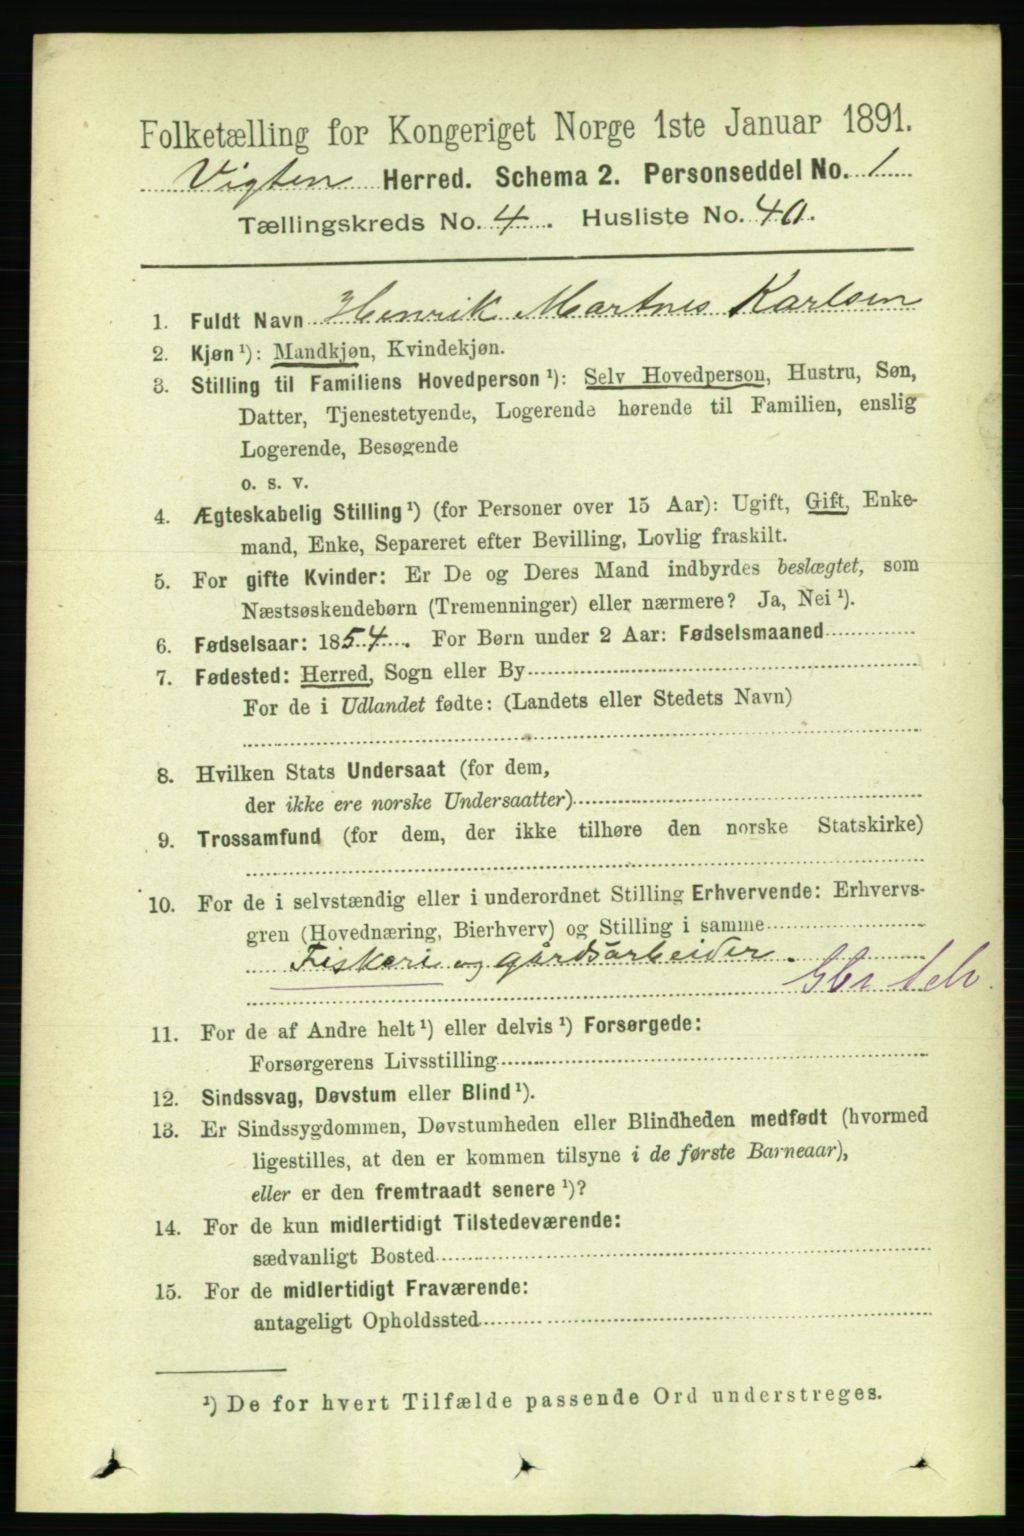 Folketælling for Kongeriget Norge 1ste Januar 1891.
Vigten Herred. Schema 2. Personseddel No. 1
Tællingskreds No. 4. Husliste No. 40.
1. Fuldt Navn Henrik Martnes Karlsen
2. Kjøn ¹): Mandkjøn, Kvindekjøn.
3. Stilling til Familiens Hovedperson ¹): Selv Hovedperson, Hustru, Søn,
Datter, Tjenestetyende, Logerende hørende til Familien, enslig
Logerende, Besøgende
o. s. v.
4. Ægteskabelig Stilling ¹) (for Personer over 15 Aar): Ugift, Gift, Enke-
mand, Enke, Separeret efter Bevilling, Lovlig fraskilt.
5. For gifte Kvinder: Er De og Deres Mand indbyrdes beslægtet, som
Næstsøskendebørn (Tremenninger) eller nærmere? Ja, Nei ¹).
6. Fødselsaar: 1854. For Børn under 2 Aar: Fødselsmaaned
7. Fødested: Herred, Sogn eller By
For de i Udlandet fødte: (Landets eller Stedets Navn)
8. Hvilken Stats Undersaat (for dem,
der ikke ere norske Undersaatter)
9. Trossamfund (for dem, der ikke tilhøre den norske Statskirke)
10. For de i selvstændig eller i underordnet Stilling Erhvervende: Erhvervs-
gren (Hovednæring, Bierhverv) og Stilling i samme
Fiskeri og gårdsarbeider.
11. For de af Andre helt ¹) eller delvis ¹) Forsørgede:
Forsørgerens Livsstilling
12. Sindssvag, Døvstum eller Blind ¹).
13. Er Sindssygdommen, Døvstumheden eller Blindheden medfødt (hvormed
ligestilles, at den er kommen tilsyne i de første Barneaar),
eller er den fremtraadt senere ¹)?
14. For de kun midlertidigt Tilstedeværende:
sædvanligt Bosted
15. For de midlertidigt Fraværende:
antageligt Opholdssted
¹) De for hvert Tilfælde passende Ord understreges.